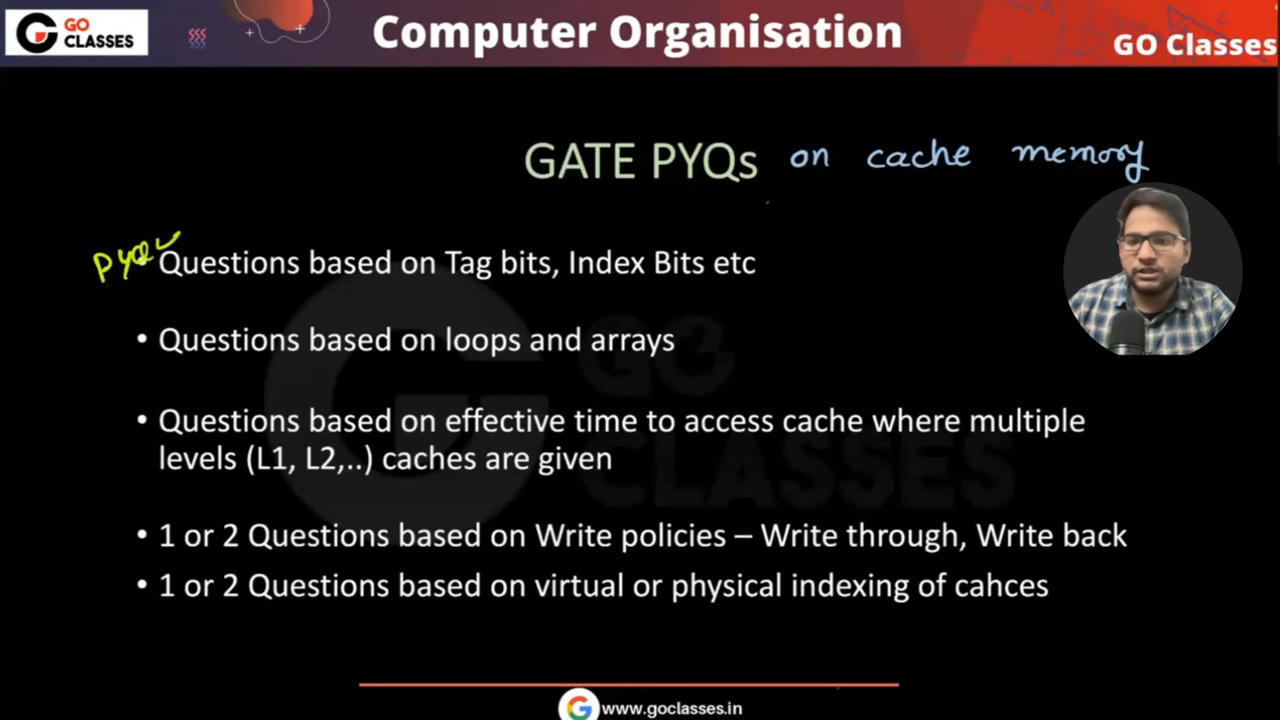 GO
CLASSES
Computer Organisation
GO Classes
GATE PYQs on cache memory
PYQ
• Questions based on Tag bits, Index Bits etc
• Questions based on loops and arrays
• Questions based on effective time to access cache where multiple
levels (L1, L2,..) caches are given
• 1 or 2 Questions based on Write policies – Write through, Write back
• 1 or 2 Questions based on virtual or physical indexing of cahces
GO
CLASSES
www.goclasses.in